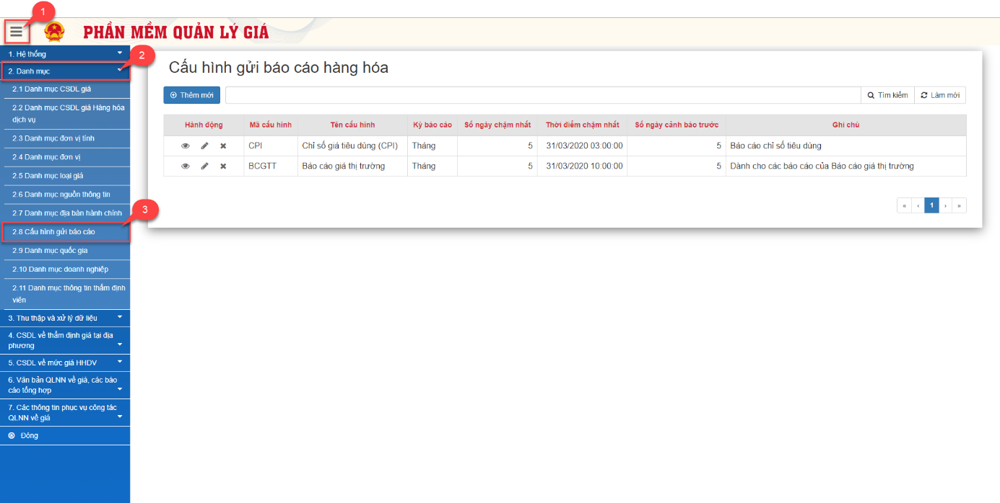 1
PHẦN MỀM QUẢN LÝ GIÁ
1. Hệ thống
2
2. Danh mục
2.1 Danh mục CSDL giá
2.2 Danh mục CSDL giá Hàng hóa
dịch vụ
2.3 Danh mục đơn vị tính
2.4 Danh mục đơn vị
2.5 Danh mục loại giá
2.6 Danh mục nguồn thông tin
2.7 Danh mục địa bàn hành chính
3
2.8 Cấu hình gửi báo cáo
2.9 Danh mục quốc gia
2.10 Danh mục doanh nghiệp
2.11 Danh mục thông tin thẩm định
viên
3. Thu thập và xử lý dữ liệu
4. CSDL về thẩm định giá tại địa
phương
5. CSDL về mức giá HHDV
6. Văn bản QLNN về giá, các báo
cáo tổng hợp
7. Các thông tin phục vụ công tác
QLNN về giá
Đóng
Cấu hình gửi báo cáo hàng hóa
Thêm mới Tìm kiếm Làm mới
Hành động Mã cấu hình Tên cấu hình Kỳ báo cáo Số ngày chậm nhất Thời điểm chậm nhất Số ngày cảnh báo trước Ghi chú
CPI Chỉ số giá tiêu dùng (CPI) Tháng 5 31/03/2020 03:00:00 5 Báo cáo chỉ số tiêu dùng
BCGTT Báo cáo giá thị trường Tháng 5 31/03/2020 10:00:00 5 Dành cho các báo cáo của Báo cáo giá thị trường
« ‹ 1 › »